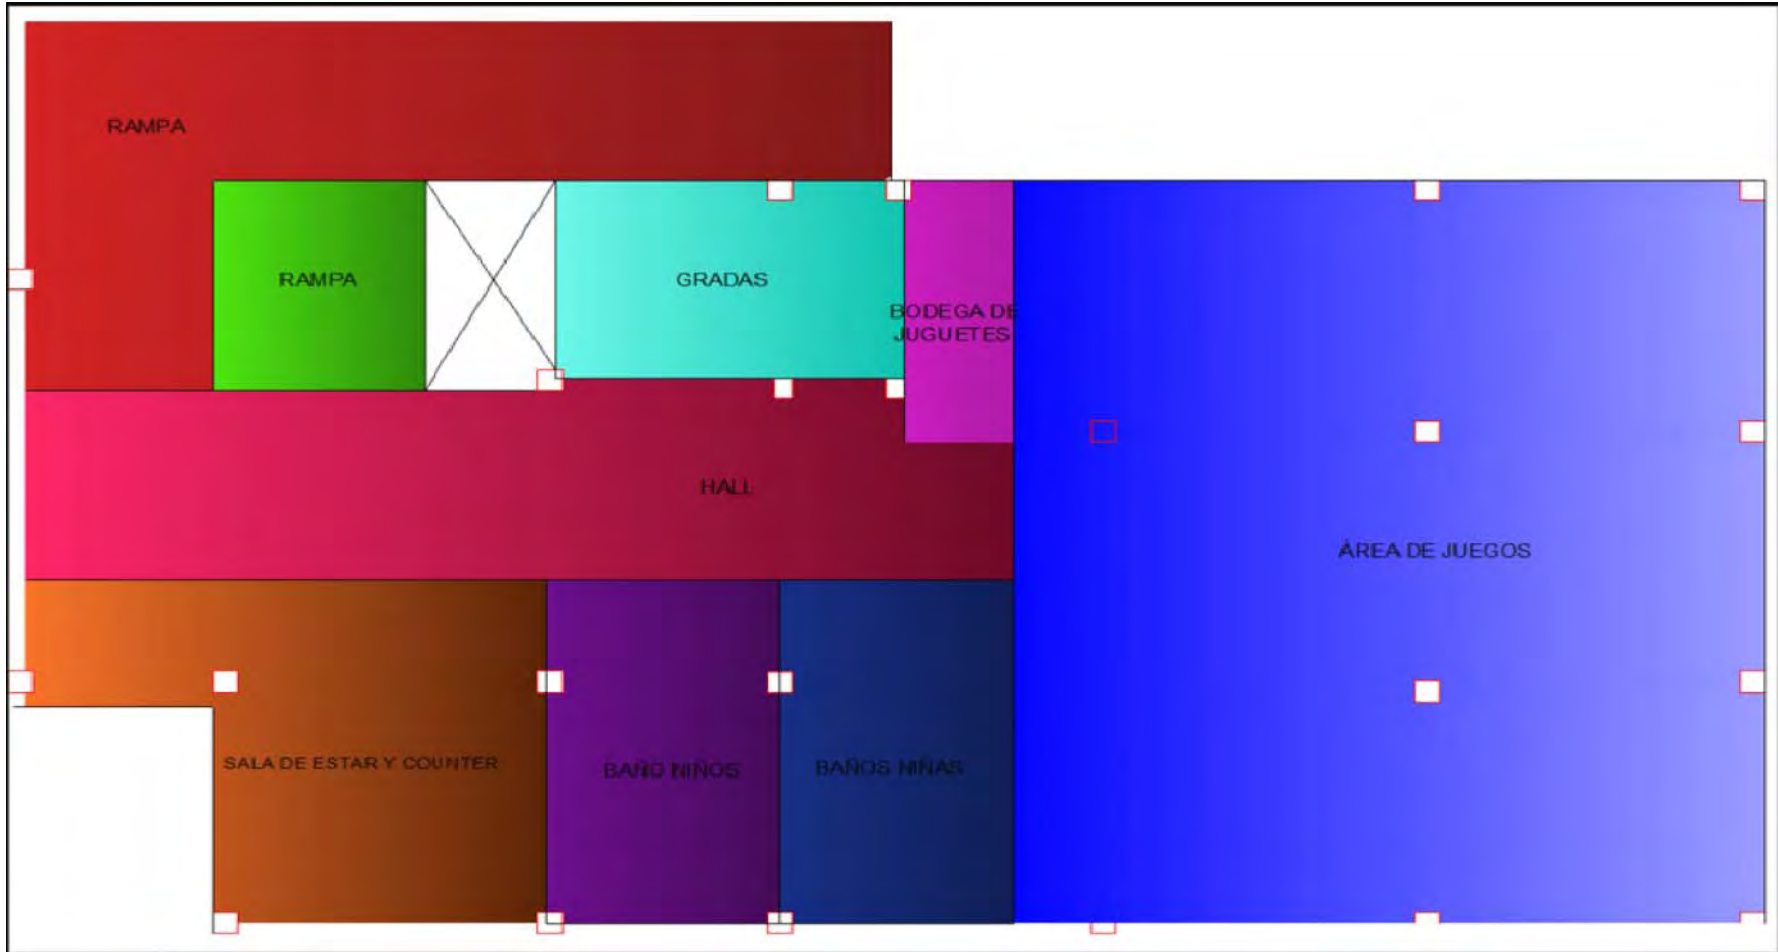 RAMPA
RAMPA
GRADAS
BODEGA DE
JUGUETES
HALL
ÁREA DE JUEGOS
SALA DE ESTAR Y COUNTER
BAÑO NIÑOS
BAÑOS NIÑAS